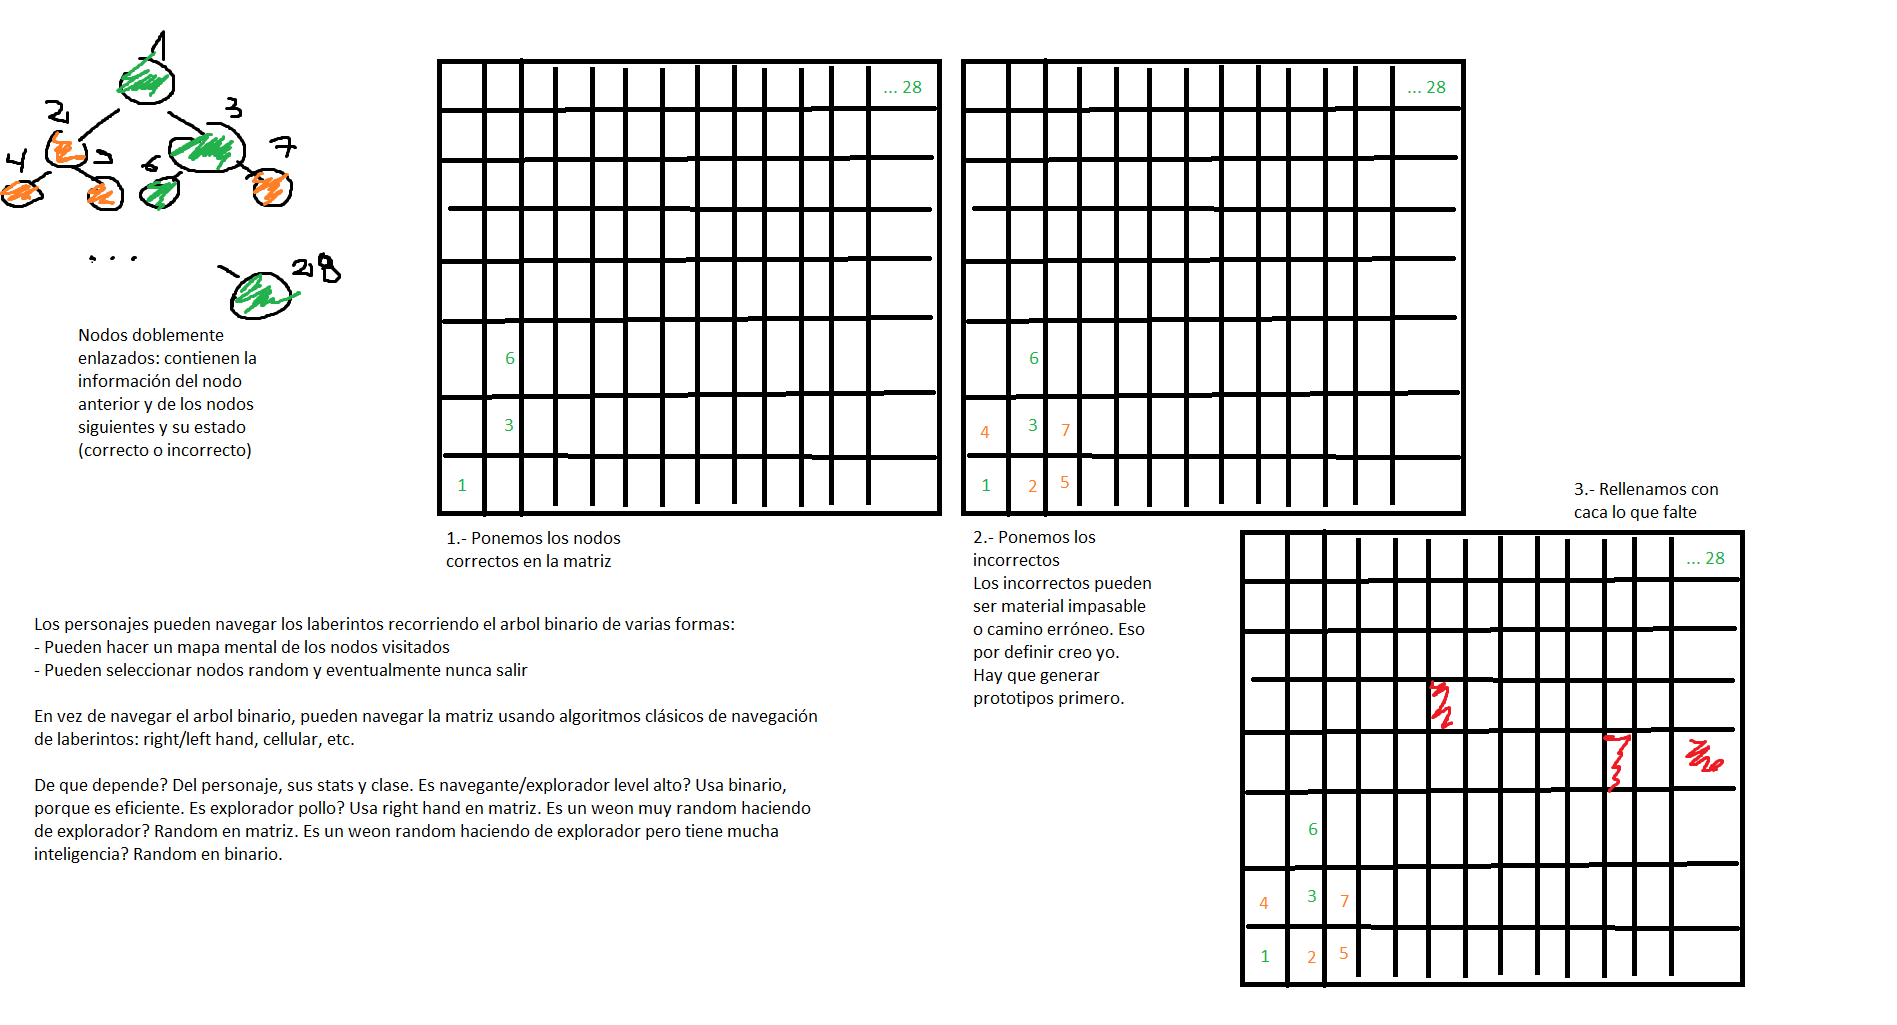 1
2
3
4
5
6
7
...
28
Nodos doblemente
enlazados: contienen la
información del nodo
anterior y de los nodos
siguientes y su estado
(correcto o incorrecto)
... 28
6
3
1
1.- Ponemos los nodos
correctos en la matriz
... 28
6
4 3 7
1 2 5
2.- Ponemos los
incorrectos
Los incorrectos pueden
ser material impasable
o camino erróneo. Eso
por definir creo yo.
Hay que generar
prototipos primero.
3.- Rellenamos con
caca lo que falte
... 28
6
4 3 7
1 2 5
Los personajes pueden navegar los laberintos recorriendo el arbol binario de varias formas:
- Pueden hacer un mapa mental de los nodos visitados
- Pueden seleccionar nodos random y eventualmente nunca salir
En vez de navegar el arbol binario, pueden navegar la matriz usando algoritmos clásicos de navegación
de laberintos: right/left hand, cellular, etc.
De que depende? Del personaje, sus stats y clase. Es navegante/explorador level alto? Usa binario,
porque es eficiente. Es explorador pollo? Usa right hand en matriz. Es un weon muy random haciendo
de explorador? Random en matriz. Es un weon random haciendo de explorador pero tiene mucha
inteligencia? Random en binario.